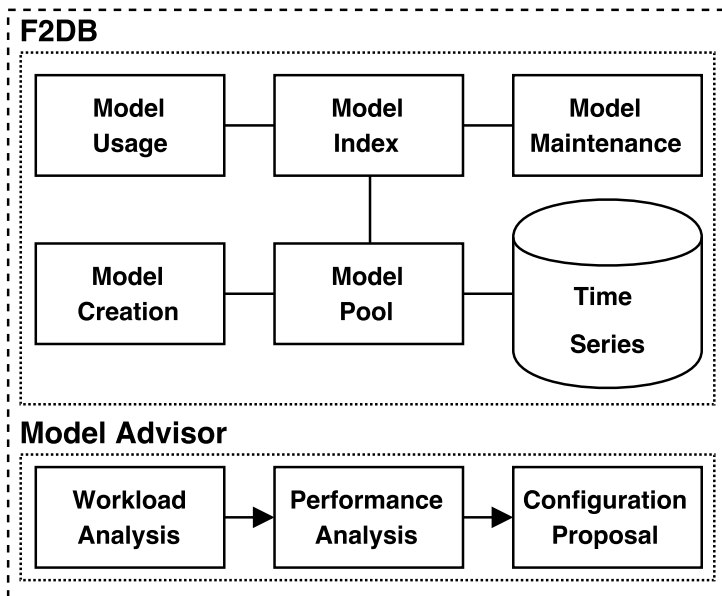 F2DB
Model
Usage
Model
Index
Model
Maintenance
Model
Creation
Model
Pool
Time
Series
Model Advisor
Workload
Analysis
Performance
Analysis
Configuration
Proposal